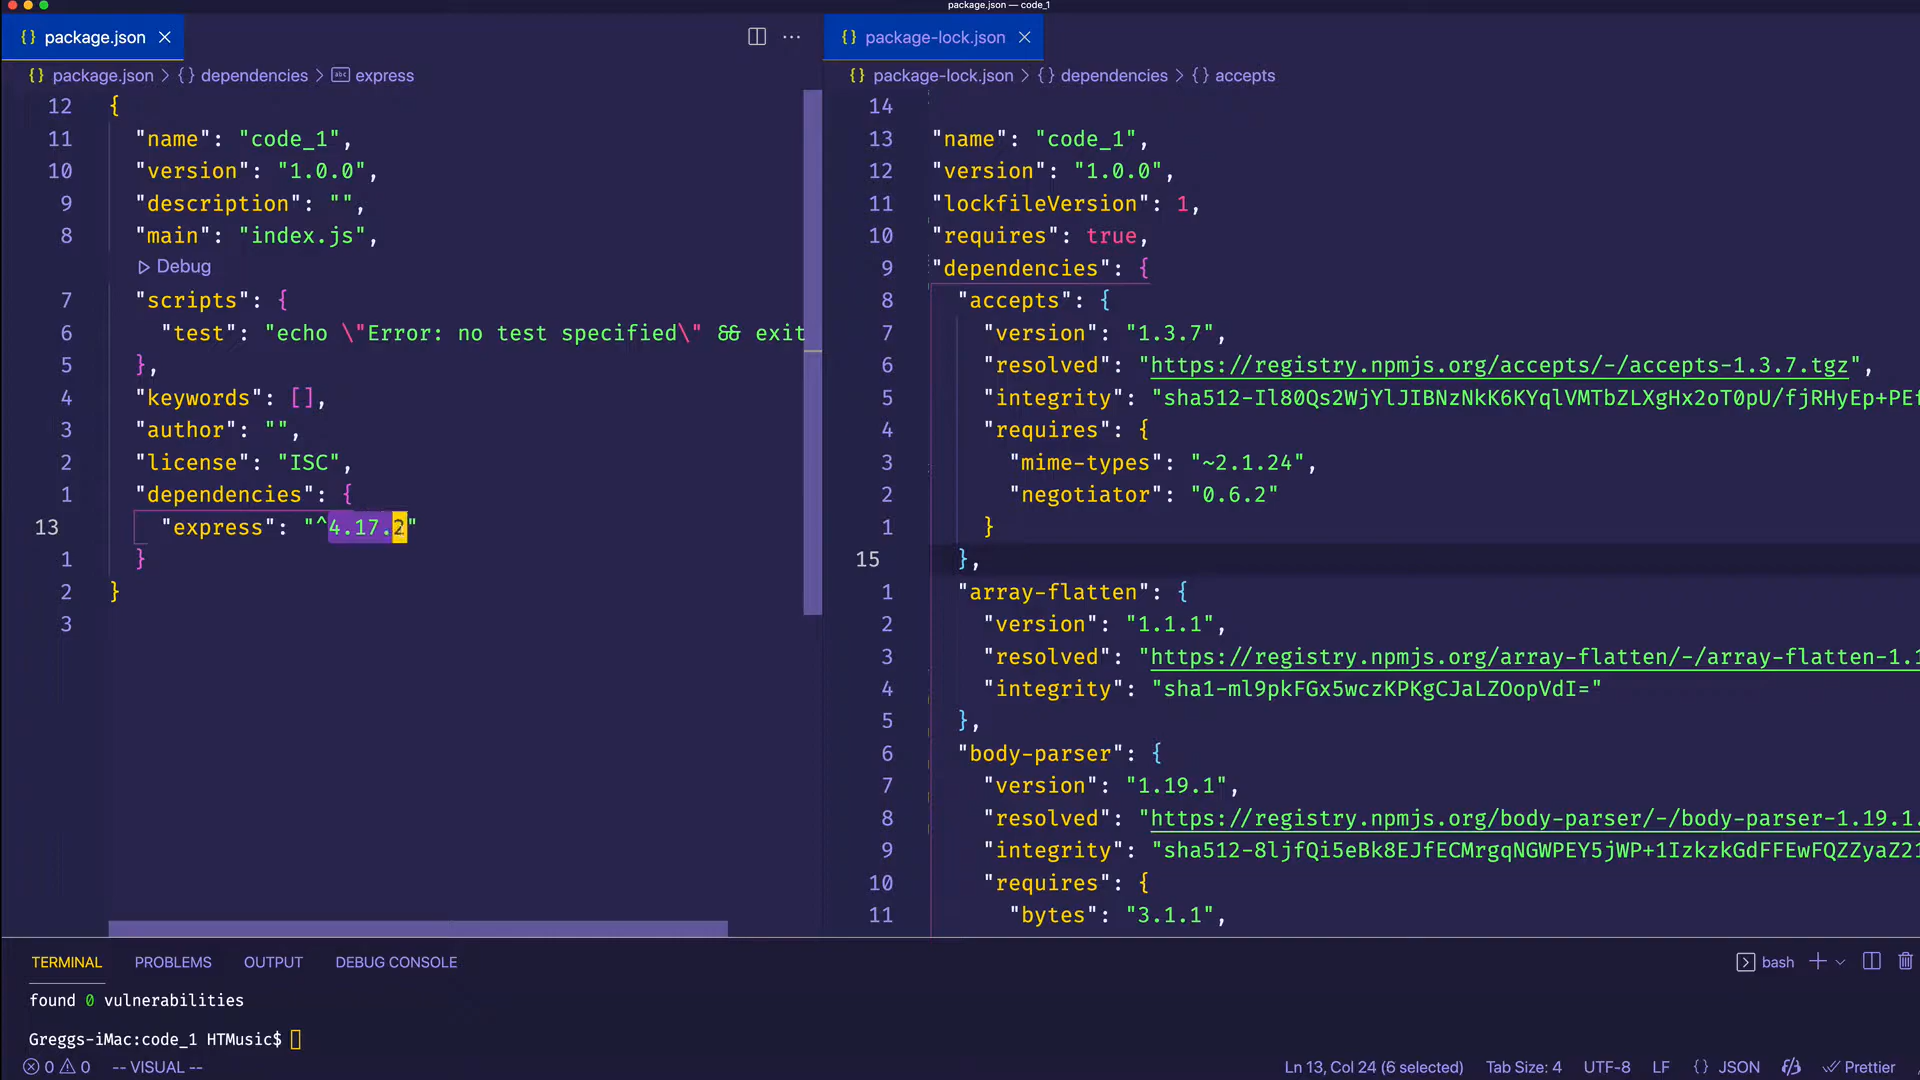 package.json — code_1
{} package.json ×
{} package.json > {} dependencies > abc express
12 {
11 "name": "code_1",
10 "version": "1.0.0",
9 "description": "",
8 "main": "index.js",
Debug
7 "scripts": {
6 "test": "echo \"Error: no test specified\" && exit
5 },
4 "keywords": [],
3 "author": "",
2 "license": "ISC",
1 "dependencies": {
13 "express": "^4.17.2"
1 }
2 }
3
{} package-lock.json ×
{} package-lock.json > {} dependencies > {} accepts
14
13 "name": "code_1",
12 "version": "1.0.0",
11 "lockfileVersion": 1,
10 "requires": true,
9 "dependencies": {
8 "accepts": {
7 "version": "1.3.7",
6 "resolved": "https://registry.npmjs.org/accepts/-/accepts-1.3.7.tgz",
5 "integrity": "sha512-Il80Qs2WjYlJIBNzNkK6KYqlVMTbZLXgHx2oT0pU/fjRHyEp+PEf
4 "requires": {
3 "mime-types": "~2.1.24",
2 "negotiator": "0.6.2"
1 }
15 },
1 "array-flatten": {
2 "version": "1.1.1",
3 "resolved": "https://registry.npmjs.org/array-flatten/-/array-flatten-1.1
4 "integrity": "sha1-ml9pkFGx5wczKPKgCJaLZOopVdI="
5 },
6 "body-parser": {
7 "version": "1.19.1",
8 "resolved": "https://registry.npmjs.org/body-parser/-/body-parser-1.19.1.
9 "integrity": "sha512-8ljfQi5eBk8EJfECMrgqNGWPEY5jWP+1IzkzkGdFFEwFQZZyaZ21
10 "requires": {
11 "bytes": "3.1.1",
TERMINAL PROBLEMS OUTPUT DEBUG CONSOLE
bash
found 0 vulnerabilities
Greggs-iMac:code_1 HTMusic$
0 0 -- VISUAL --
Ln 13, Col 24 (6 selected) Tab Size: 4 UTF-8 LF {} JSON Prettier